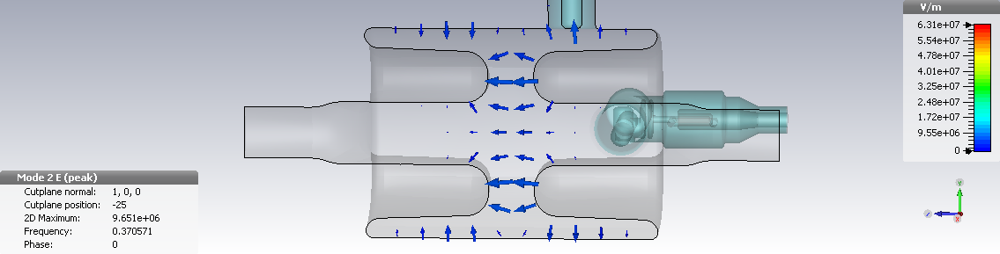 V/m
6.31e+07
5.54e+07
4.78e+07
4.01e+07
3.25e+07
2.48e+07
1.72e+07
9.55e+06
0
Mode 2 E (peak)
Cutplane normal: 1, 0, 0
Cutplane position: -25
2D Maximum: 9.651e+06
Frequency: 0.370571
Phase: 0
y
z
x